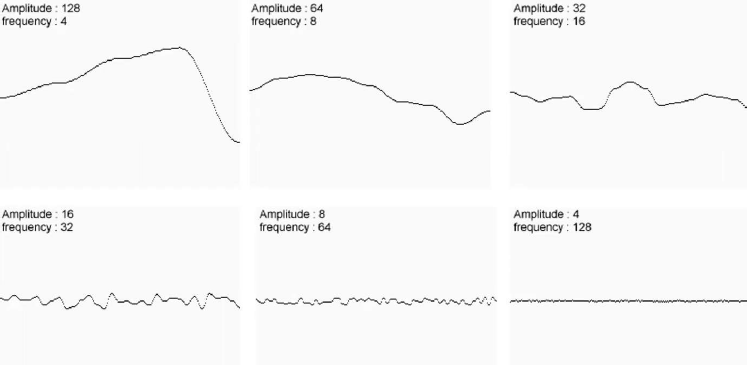 Amplitude : 128
frequency : 4
Amplitude : 64
frequency : 8
Amplitude : 32
frequency : 16
Amplitude : 16
frequency : 32
Amplitude : 8
frequency : 64
Amplitude : 4
frequency : 128